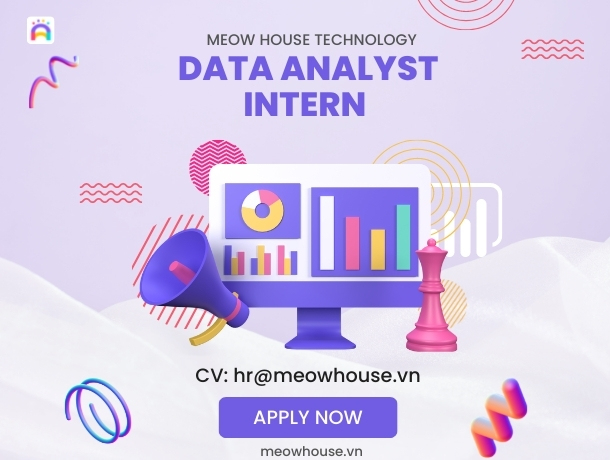 MEOW HOUSE TECHNOLOGY
DATA ANALYST
INTERN
CV: hr@meowhouse.vn
APPLY NOW
meowhouse.vn